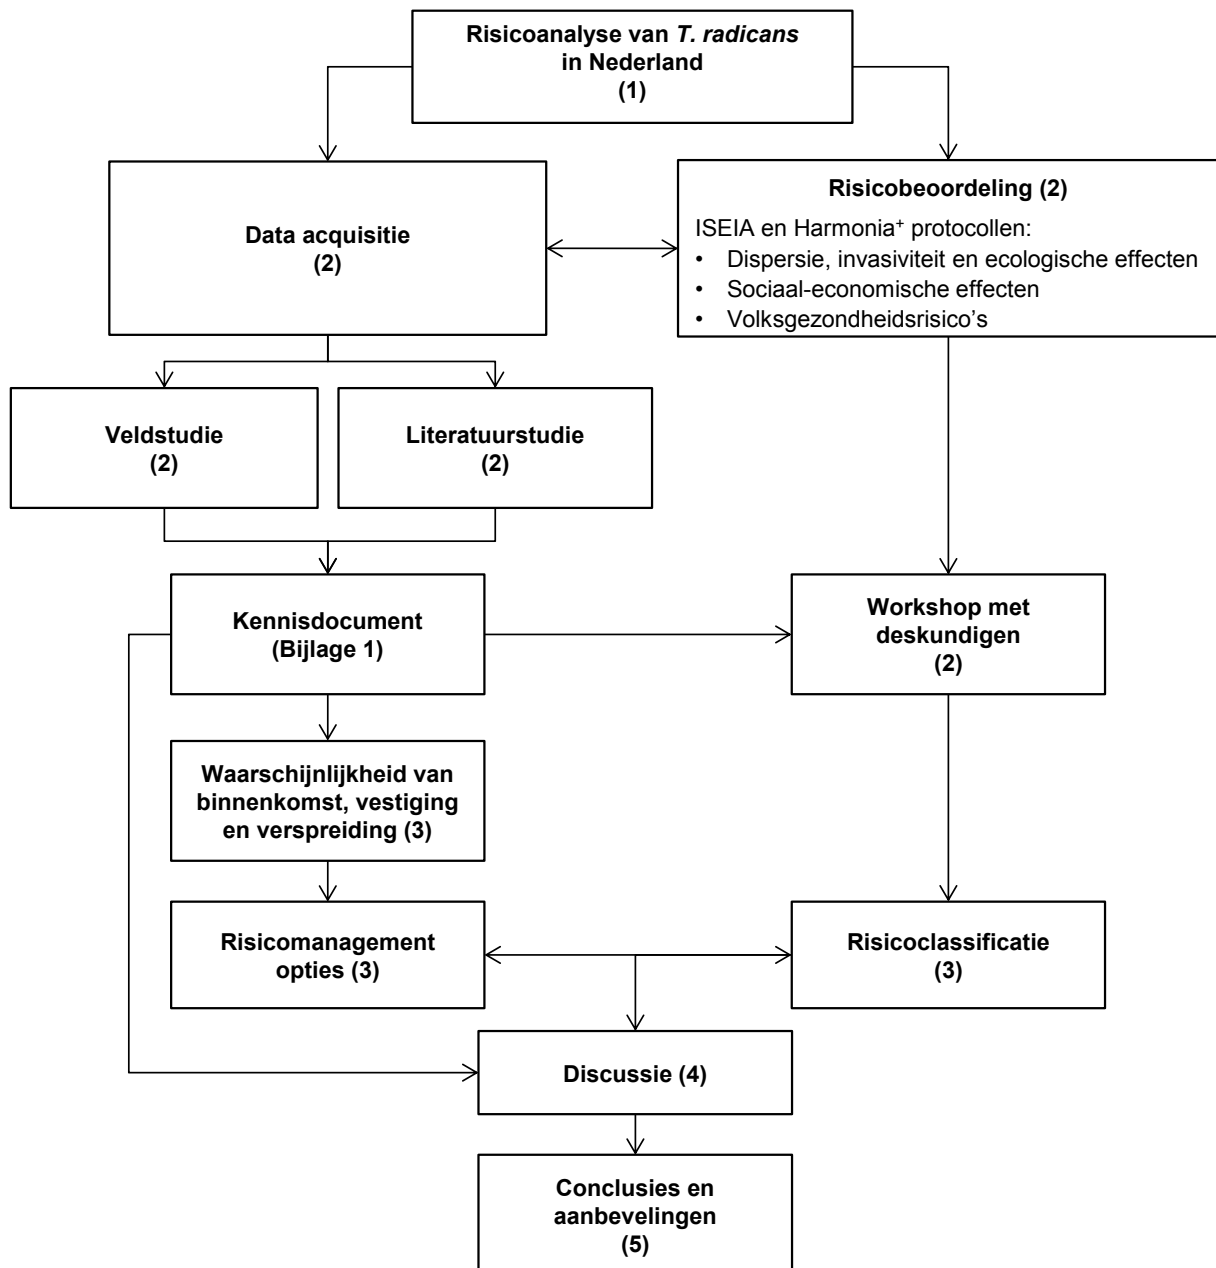 Risicoanalyse van T. radicans
in Nederland
(1)
Data acquisitie
(2)
Risicobeoordeling (2)
ISEIA en Harmonia⁺ protocollen:
• Dispersie, invasiviteit en ecologische effecten
• Sociaal-economische effecten
• Volksgezondheidsrisico’s
Veldstudie
(2)
Literatuurstudie
(2)
Kennisdocument
(Bijlage 1)
Workshop met
deskundigen
(2)
Waarschijnlijkheid van
binnenkomst, vestiging
en verspreiding (3)
Risicomanagement
opties (3)
Risicoclassificatie
(3)
Discussie (4)
Conclusies en
aanbevelingen
(5)